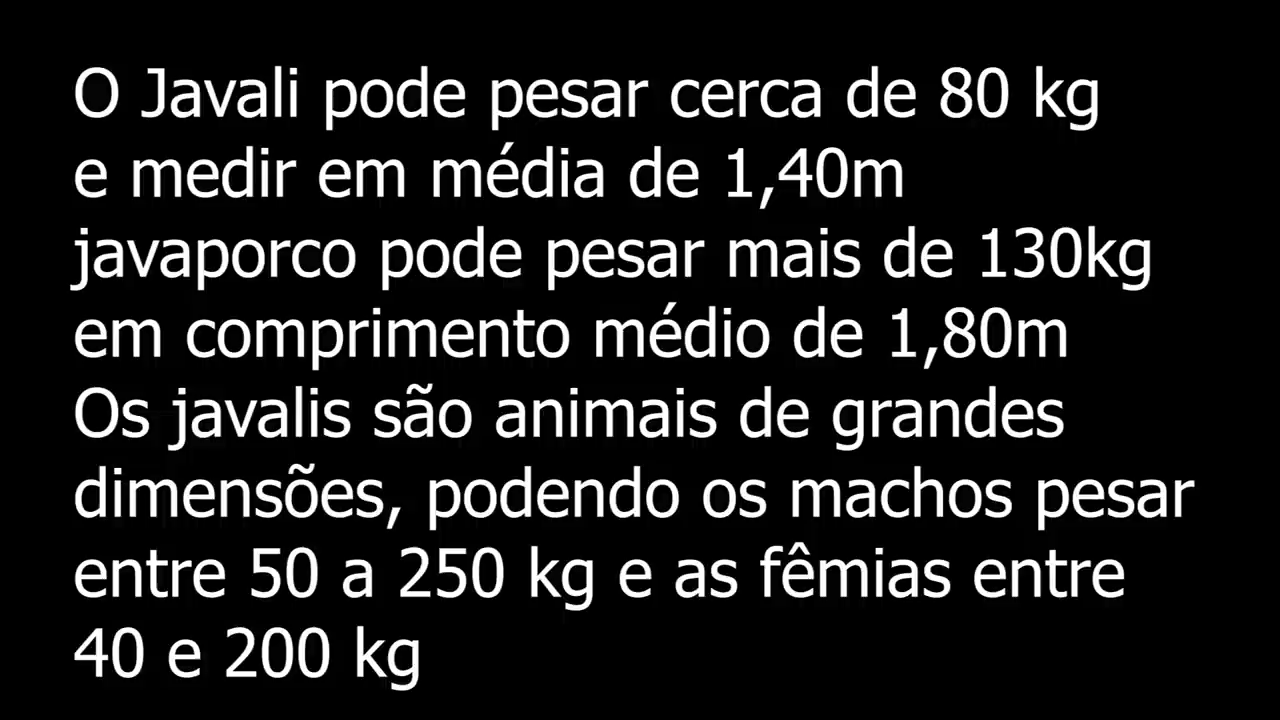 O Javali pode pesar cerca de 80 kg
e medir em média de 1,40m
javaporco pode pesar mais de 130kg
em comprimento médio de 1,80m
Os javalis são animais de grandes
dimensões, podendo os machos pesar
entre 50 a 250 kg e as fêmias entre
40 e 200 kg